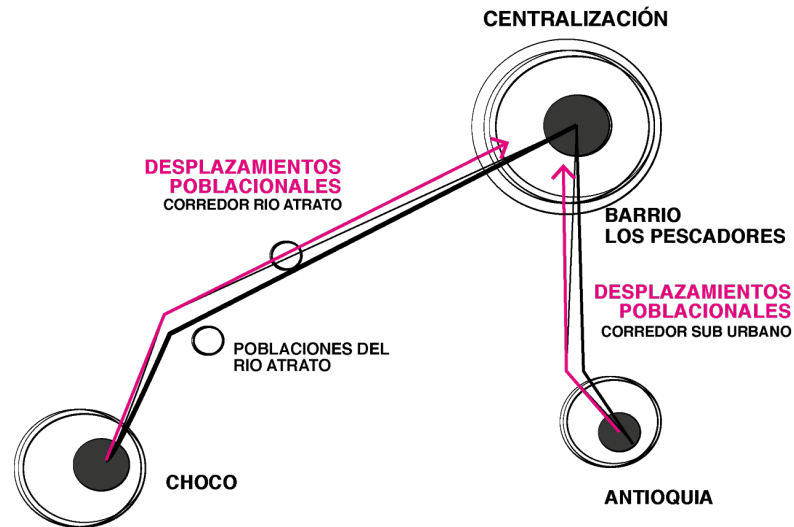 CENTRALIZACIÓN
DESPLAZAMIENTOS
POBLACIONALES
CORREDOR RIO ATRATO
BARRIO
LOS PESCADORES
DESPLAZAMIENTOS
POBLACIONALES
CORREDOR SUB URBANO
POBLACIONES DEL
RIO ATRATO
CHOCO
ANTIOQUIA